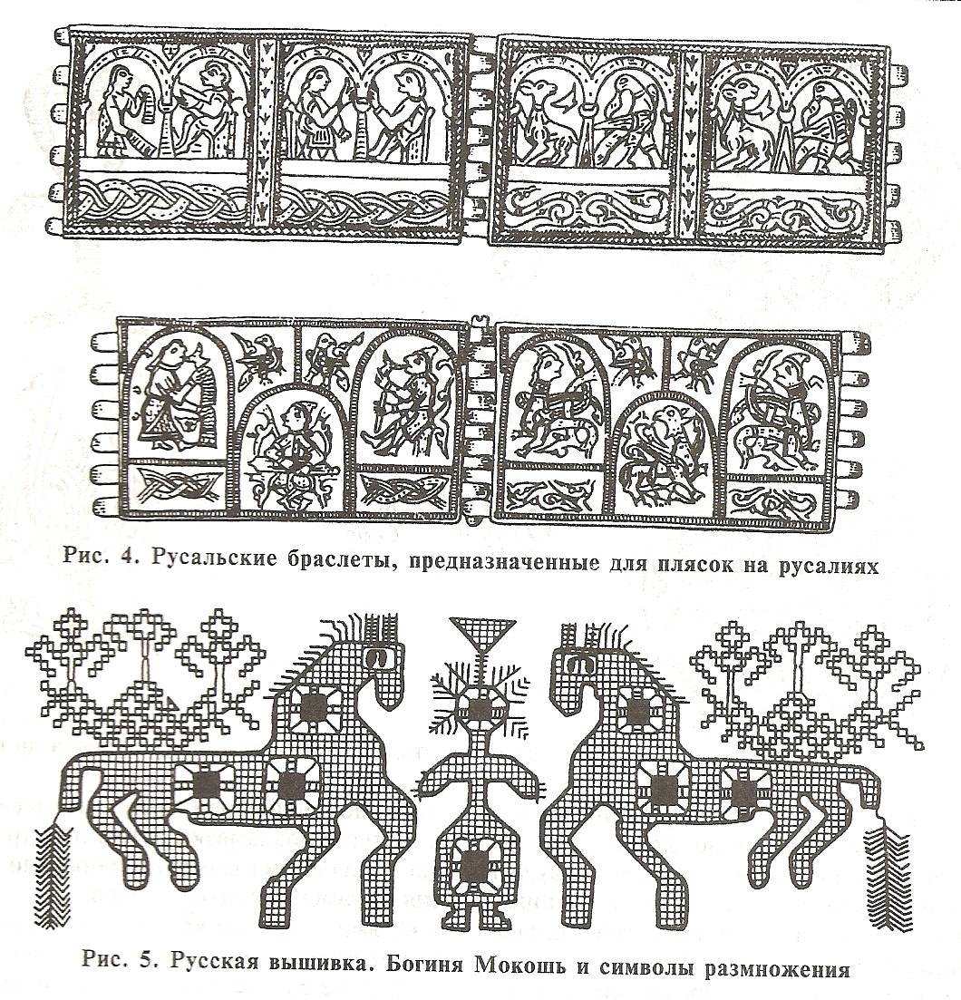 Рис. 4. Русальские браслеты, предназначенные для плясок на русалиях
Рис. 5. Русская вышивка. Богиня Мокошь и символы размножения